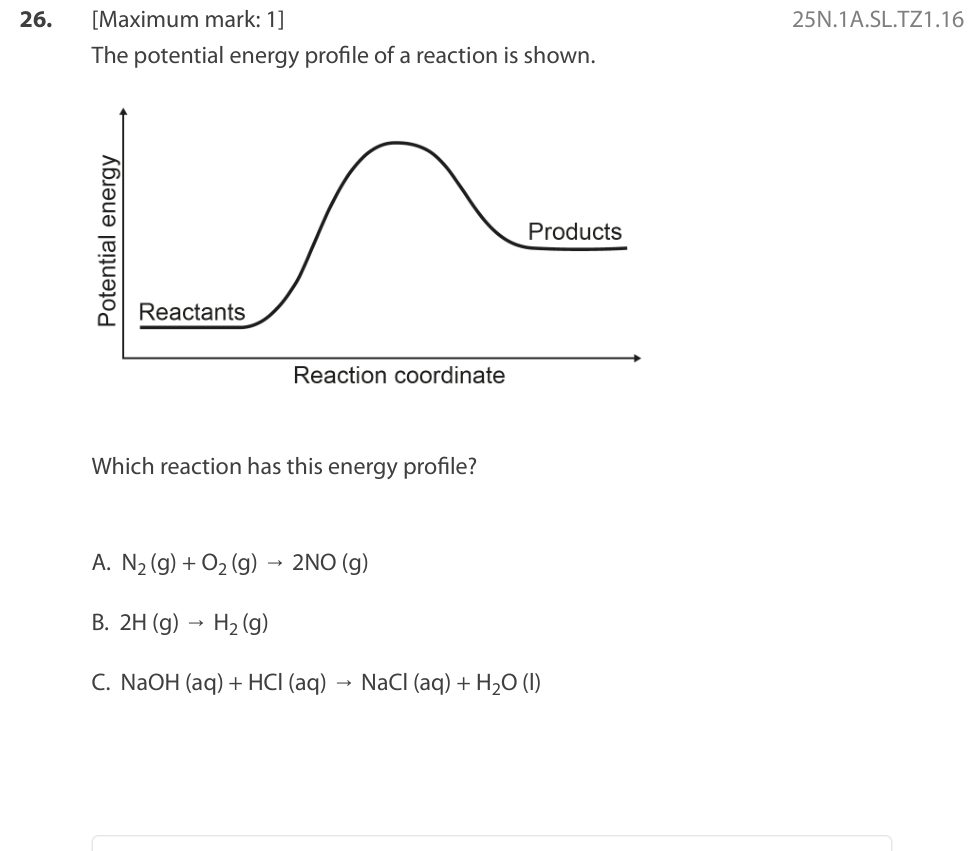 26. [Maximum mark: 1] 25N.1A.SL.TZ1.16
The potential energy profile of a reaction is shown.
Potential energy
Products
Reactants
Reaction coordinate
Which reaction has this energy profile?
A. N₂ (g) + O₂ (g) → 2NO (g)
B. 2H (g) → H₂ (g)
C. NaOH (aq) + HCl (aq) → NaCl (aq) + H₂O (l)